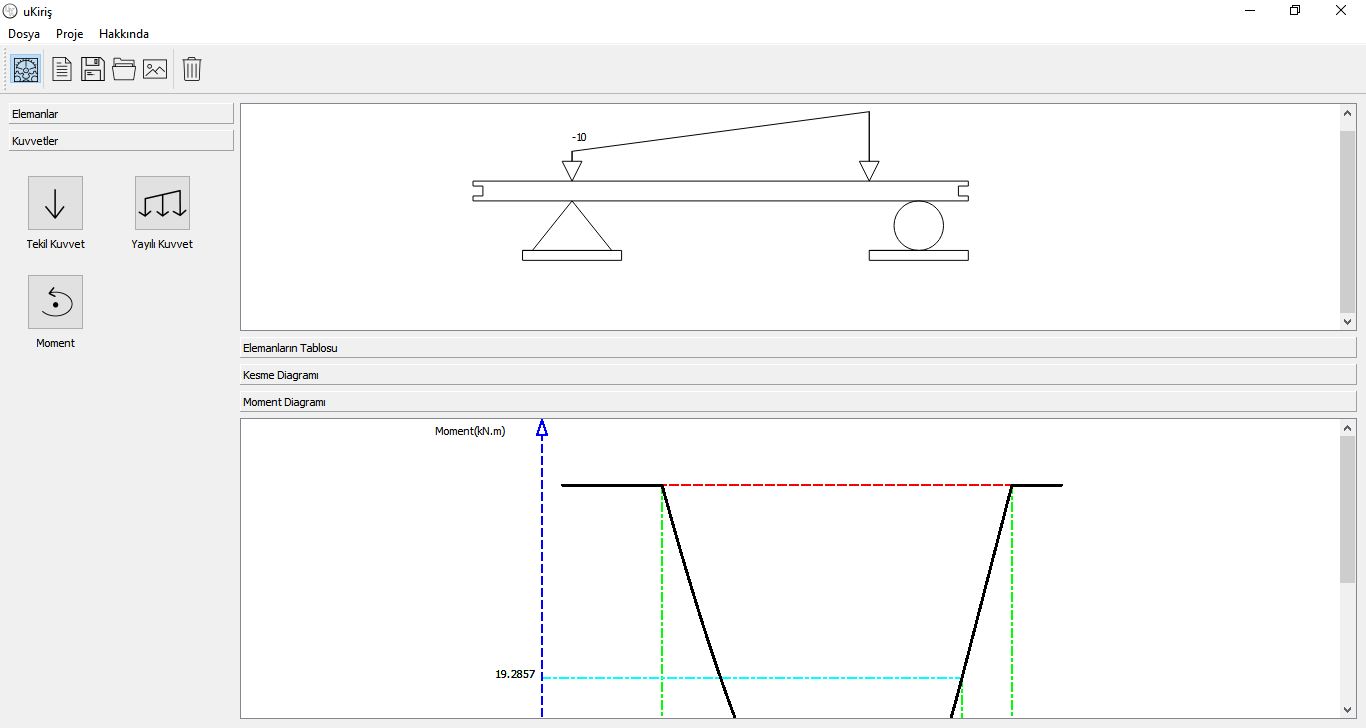 uKiriş
Dosya Proje Hakkında
Elemanlar
Kuvvetler
Tekil Kuvvet Yayılı Kuvvet
Moment
-10
Elemanların Tablosu
Kesme Diagramı
Moment Diagramı
Moment(kN.m)
19.2857